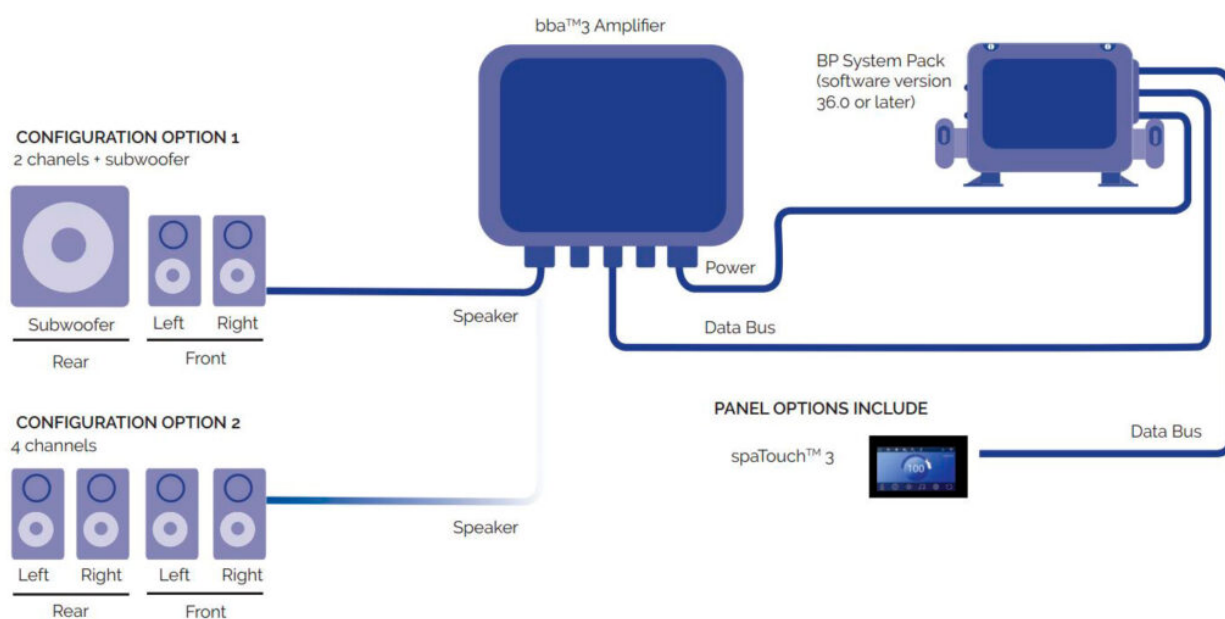 bba™3 Amplifier
BP System Pack
(software version
36.0 or later)
CONFIGURATION OPTION 1
2 chanels + subwoofer
Power
Speaker
Data Bus
Subwoofer
Left
Right
Rear
Front
CONFIGURATION OPTION 2
4 channels
PANEL OPTIONS INCLUDE
spaTouch™ 3
100
Data Bus
Speaker
Left
Right
Left
Right
Rear
Front